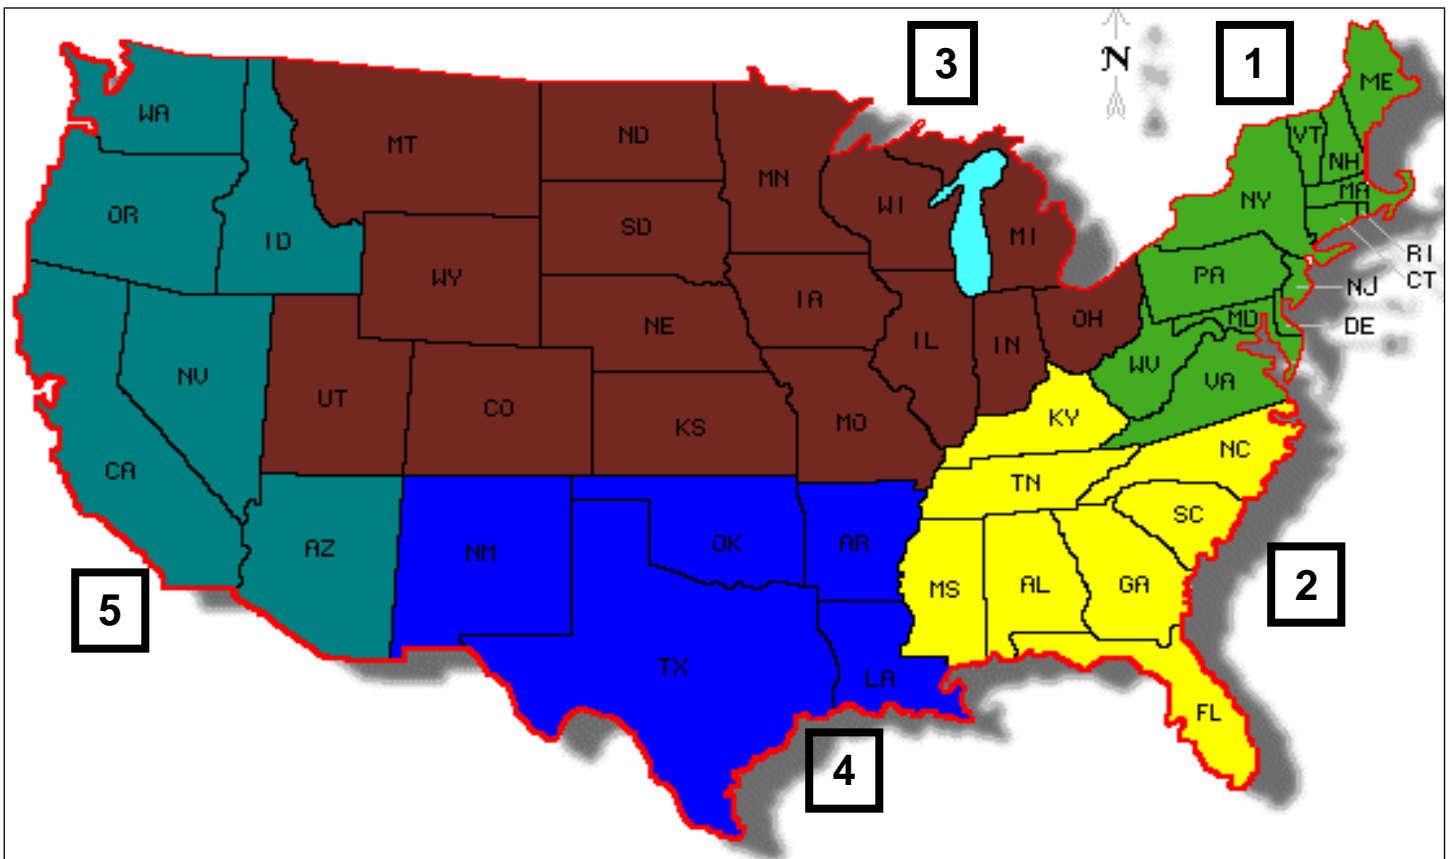 3
1
N
ME
WA
VT
MT
ND
NH
MN
MA
WI
NY
OR
SD
ID
MI
RI
PA
CT
WY
NJ
IA
NE
OH
MD
DE
IL
IN
WV
NV
VA
UT
CO
KY
KS
MO
NC
CA
TN
SC
AZ
NM
OK
AR
MS
AL
GA
2
5
TX
LA
FL
4